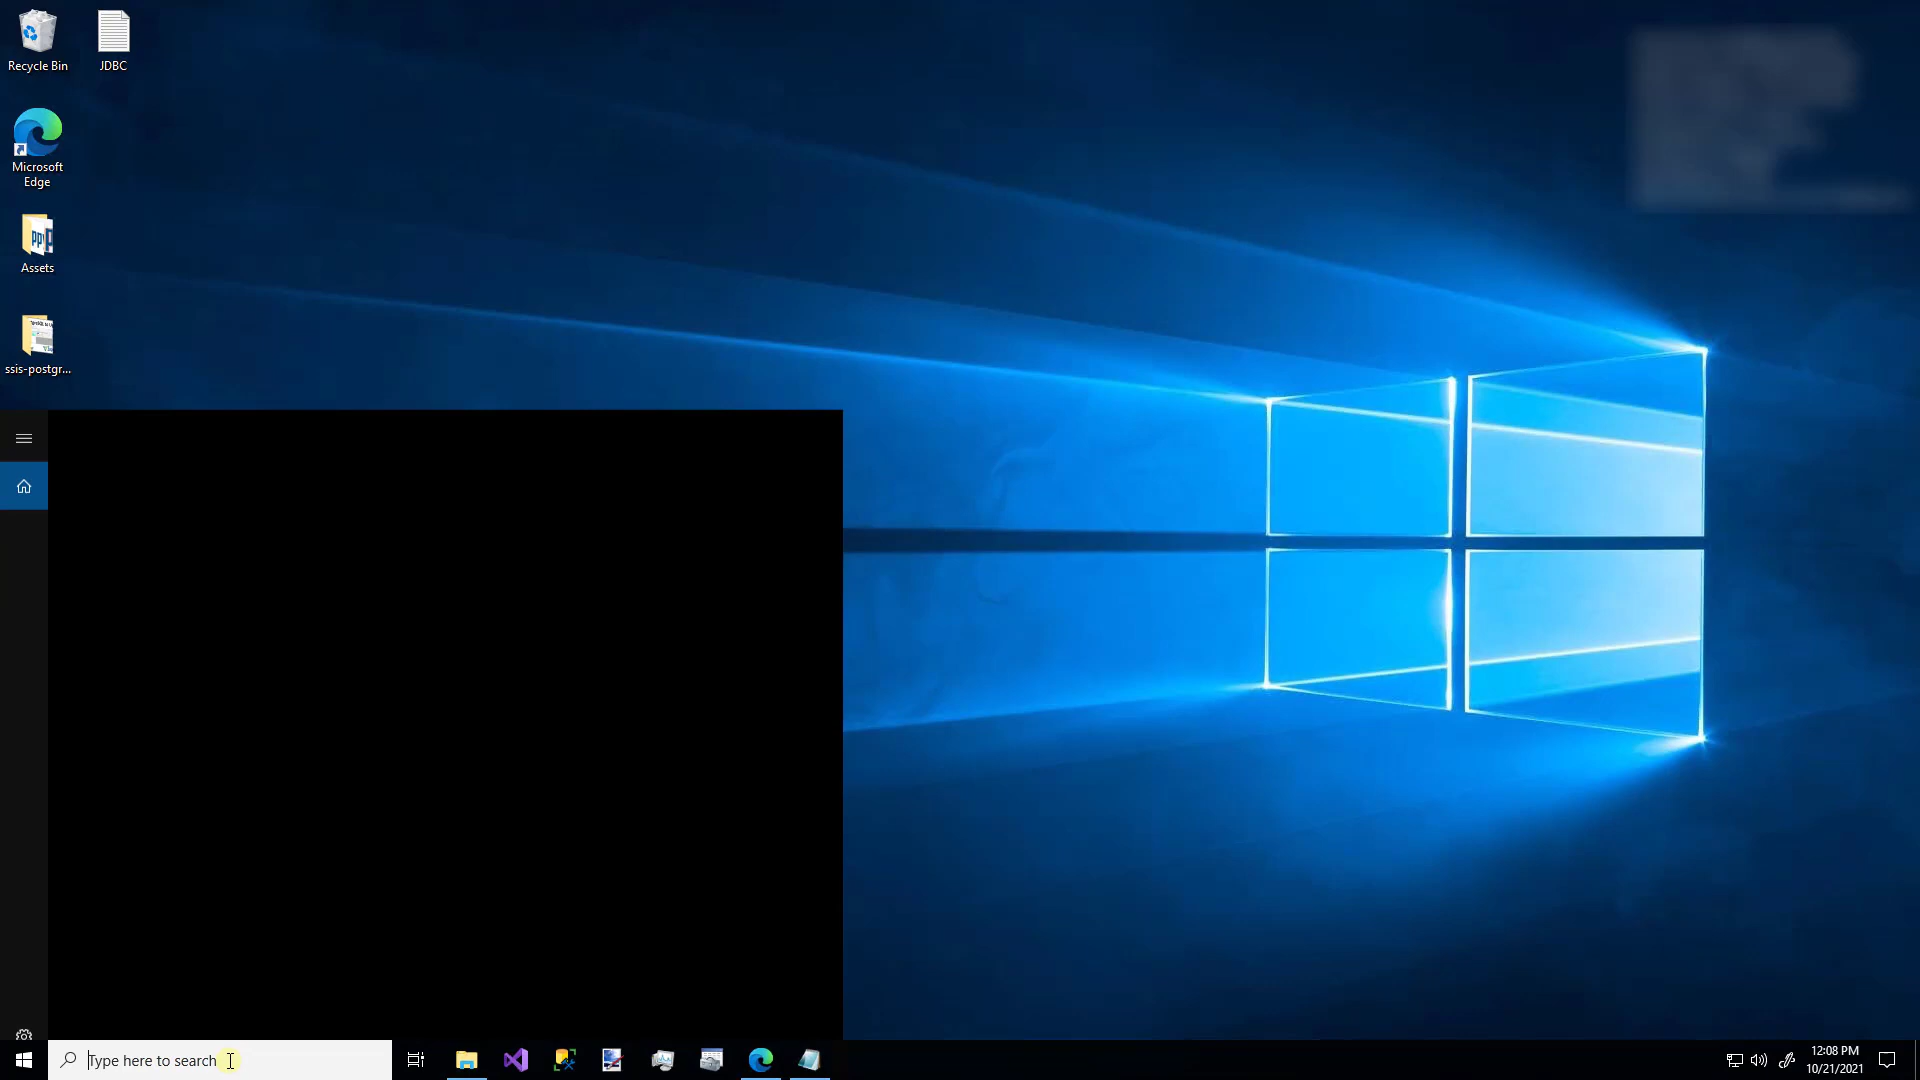 Recycle Bin
JDBC
Microsoft
Edge
Assets
ssis-postgr...
Type here to search
12:08 PM
10/21/2021